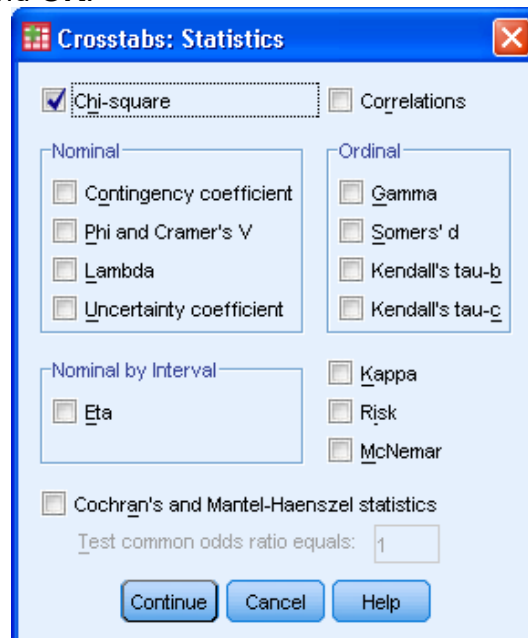 Crosstabs: Statistics
Chi-square
Correlations
Nominal
Contingency coefficient
Phi and Cramer's V
Lambda
Uncertainty coefficient
Ordinal
Gamma
Somers' d
Kendall's tau-b
Kendall's tau-c
Nominal by Interval
Eta
Kappa
Risk
McNemar
Cochran's and Mantel-Haenszel statistics
Test common odds ratio equals: 1
Continue Cancel Help